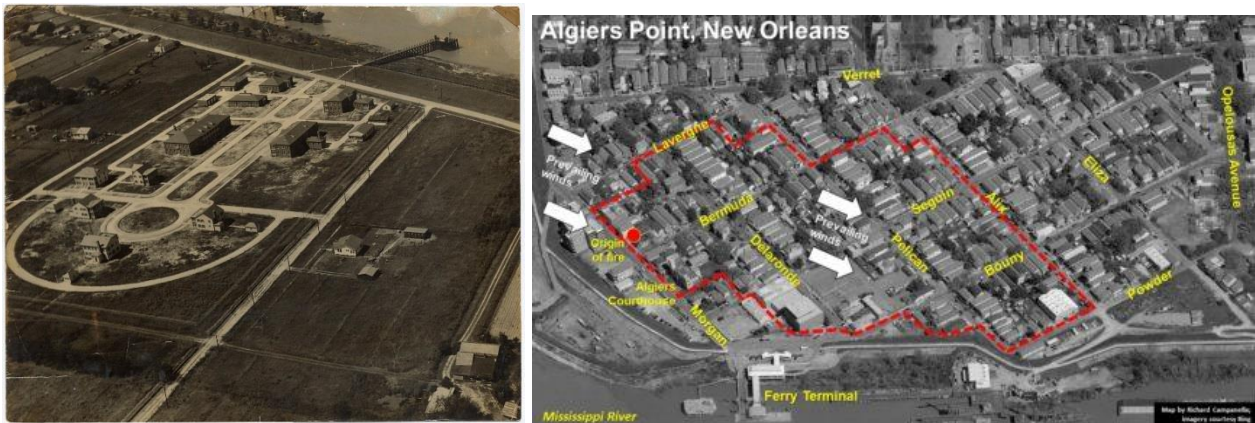 Algiers Point, New Orleans
Verret
Opelousas Avenue
Lavergne
Prevailing
winds
Eliza
Bermuda
Seguin
Alix
Prevailing
winds
Origin
of fire
Delaronde
Pelican
Bouny
Algiers
Courthouse
Morgan
Powder
Ferry Terminal
Mississippi River
Map by Richard Campanella;
imagery courtesy Bing